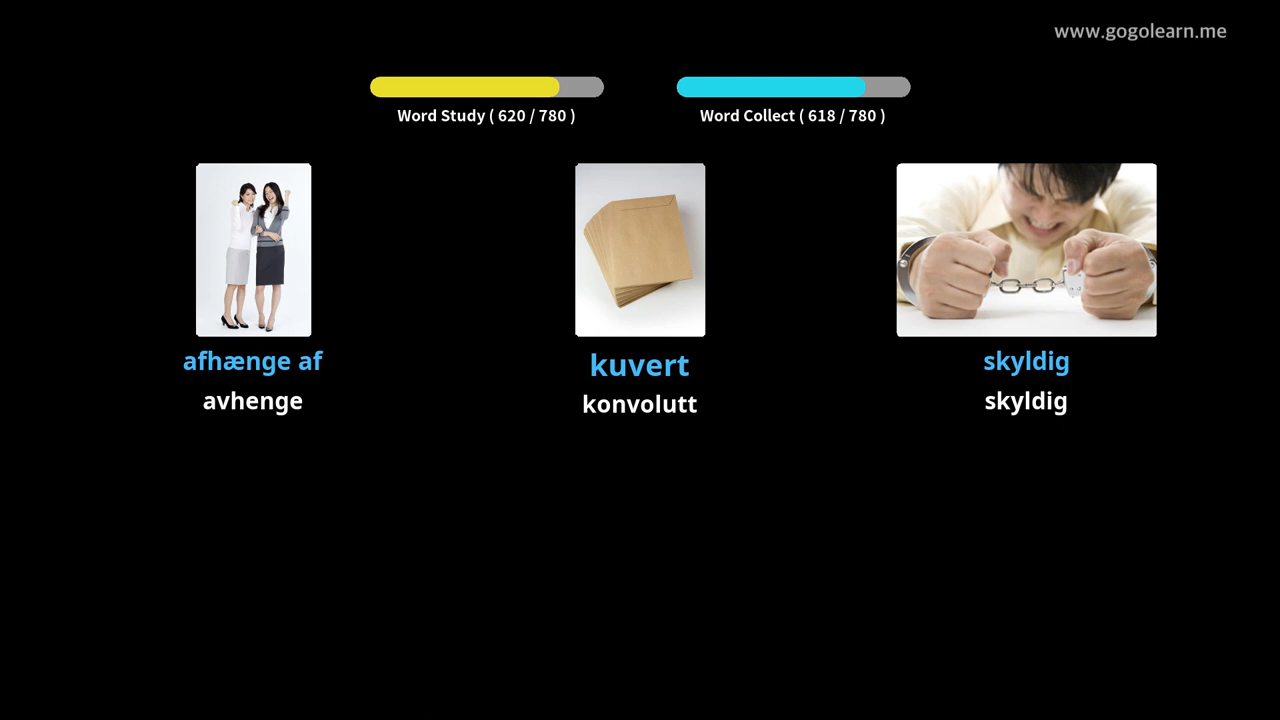 www.gogolearn.me
Word Study ( 620 / 780 )
Word Collect ( 618 / 780 )
afhænge af
avhenge
kuvert
konvolutt
skyldig
skyldig